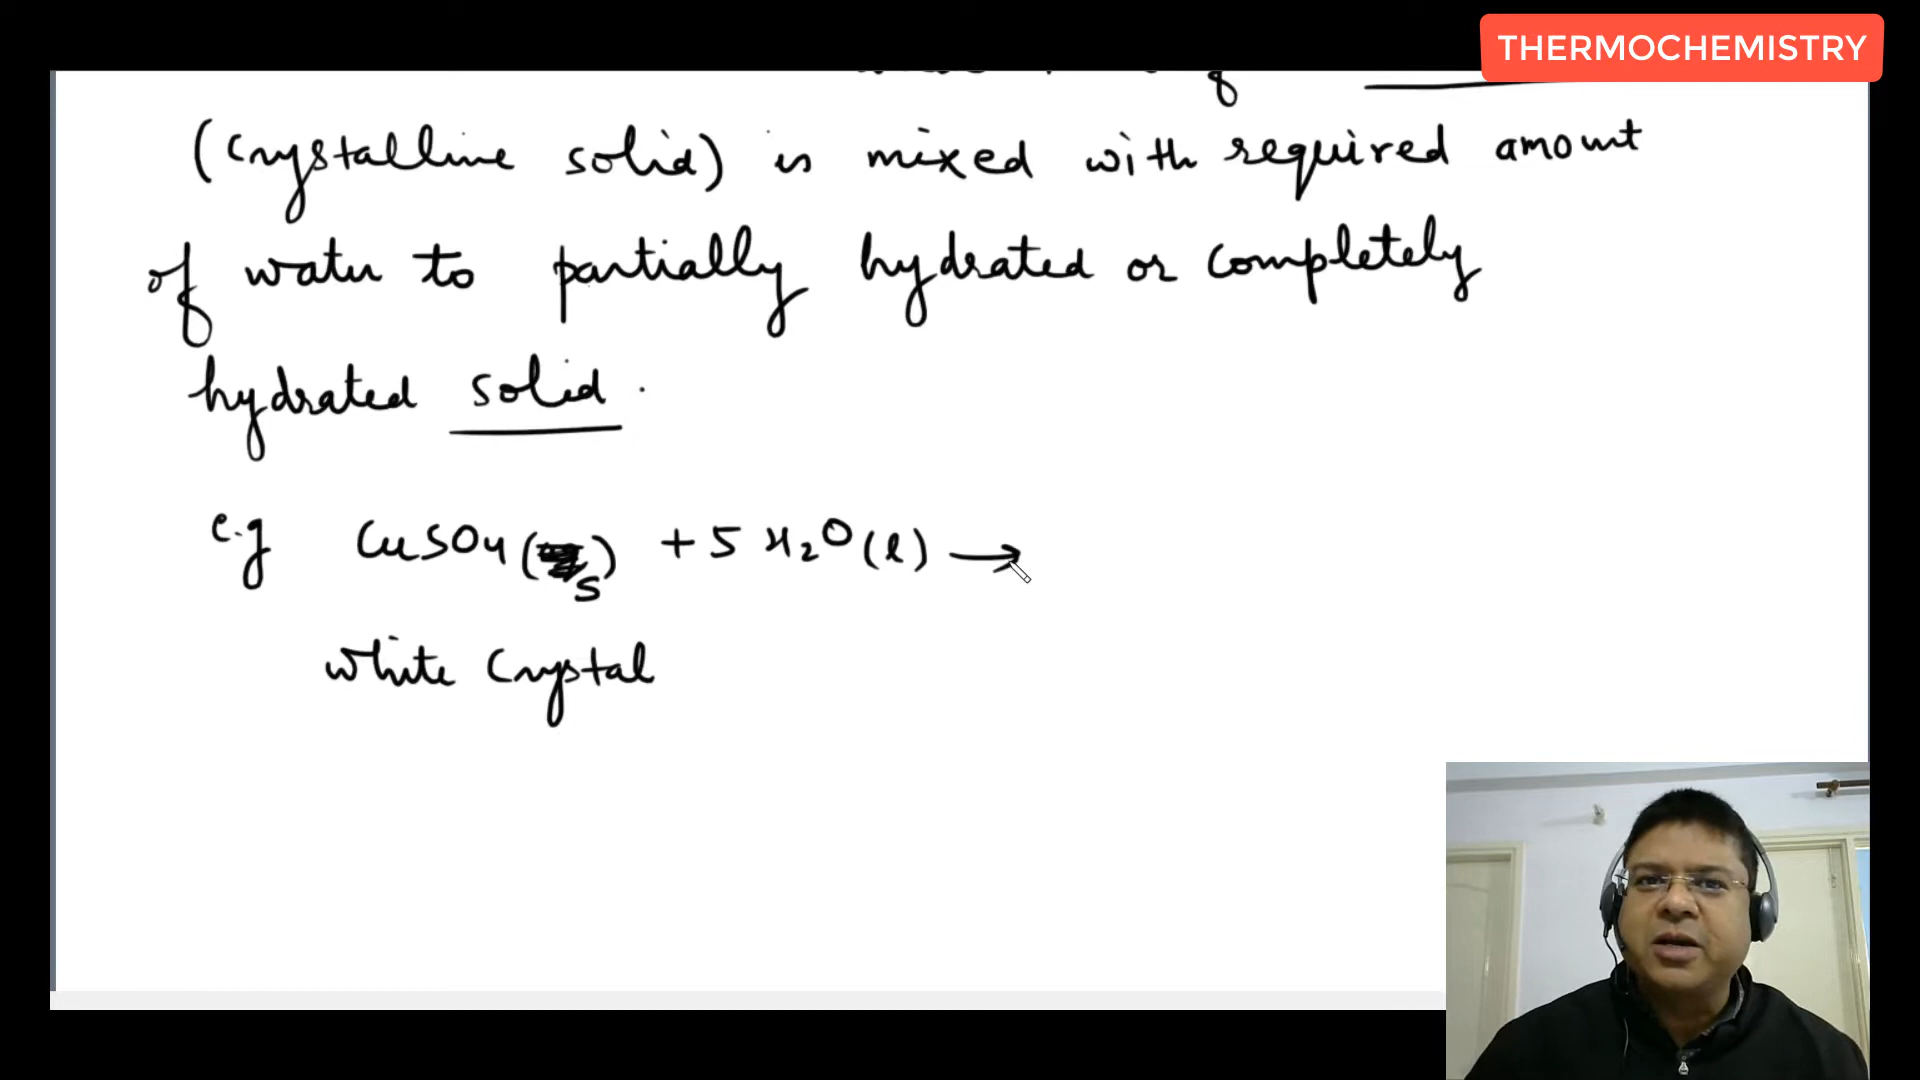 THERMOCHEMISTRY
(crystalline solid) is mixed with required amount
of water to partially hydrated or completely
hydrated solid.
e.g CuSO4(s) + 5 H2O(l) →
white Crystal